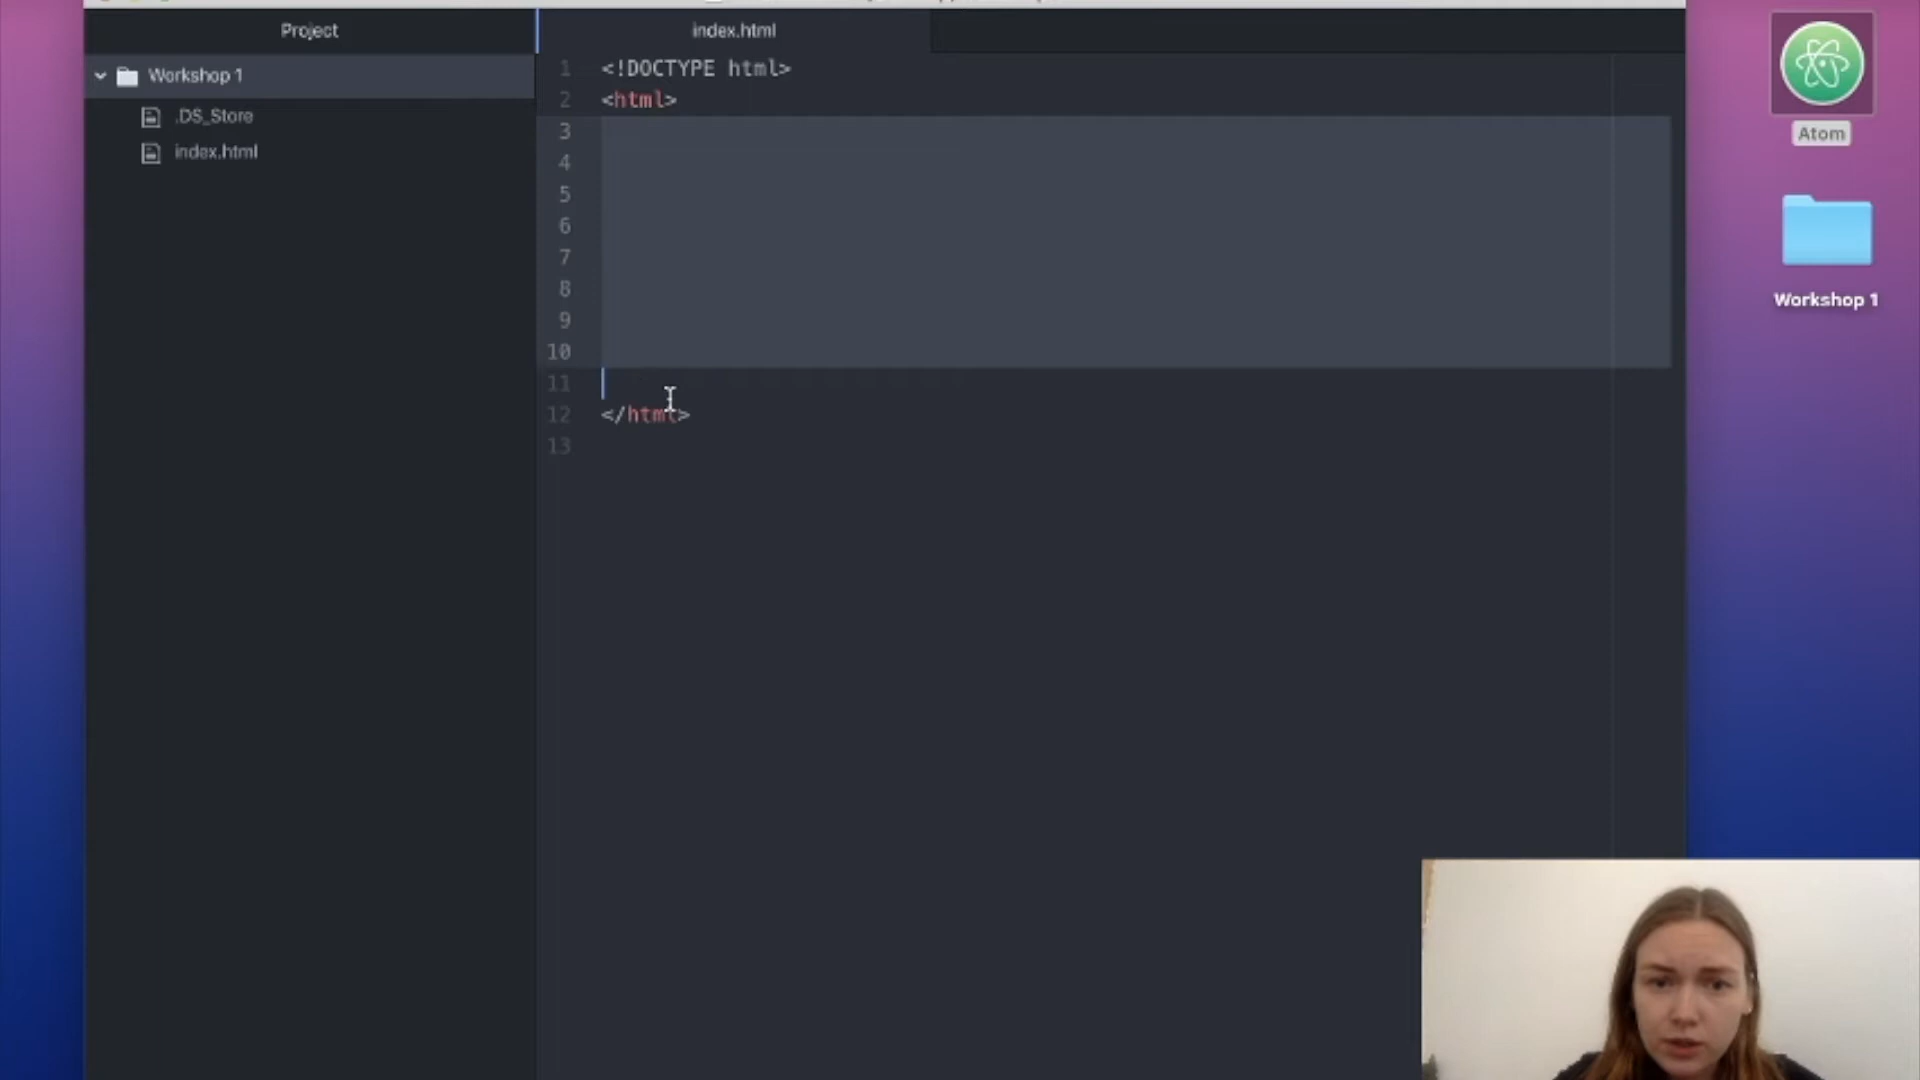 Project
index.html
Workshop 1
.DS_Store
index.html
1 <!DOCTYPE html>
2 <html>
3
4
5
6
7
8
9
10
11
12 </html>
13
Atom
Workshop 1